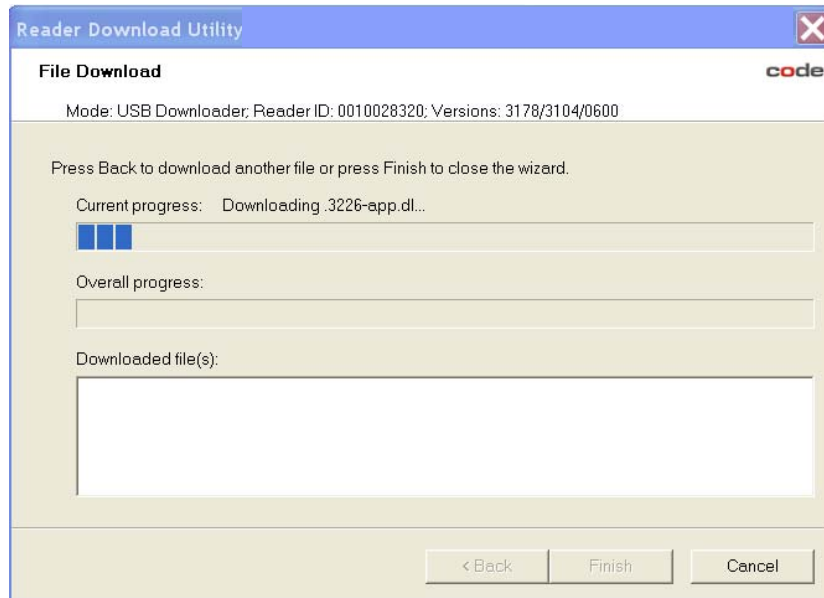 Reader Download Utility
File Download
code
Mode: USB Downloader; Reader ID: 0010028320; Versions: 3178/3104/0600
Press Back to download another file or press Finish to close the wizard.
Current progress: Downloading .3226-app.dl...
Overall progress:
Downloaded file(s):
< Back Finish Cancel